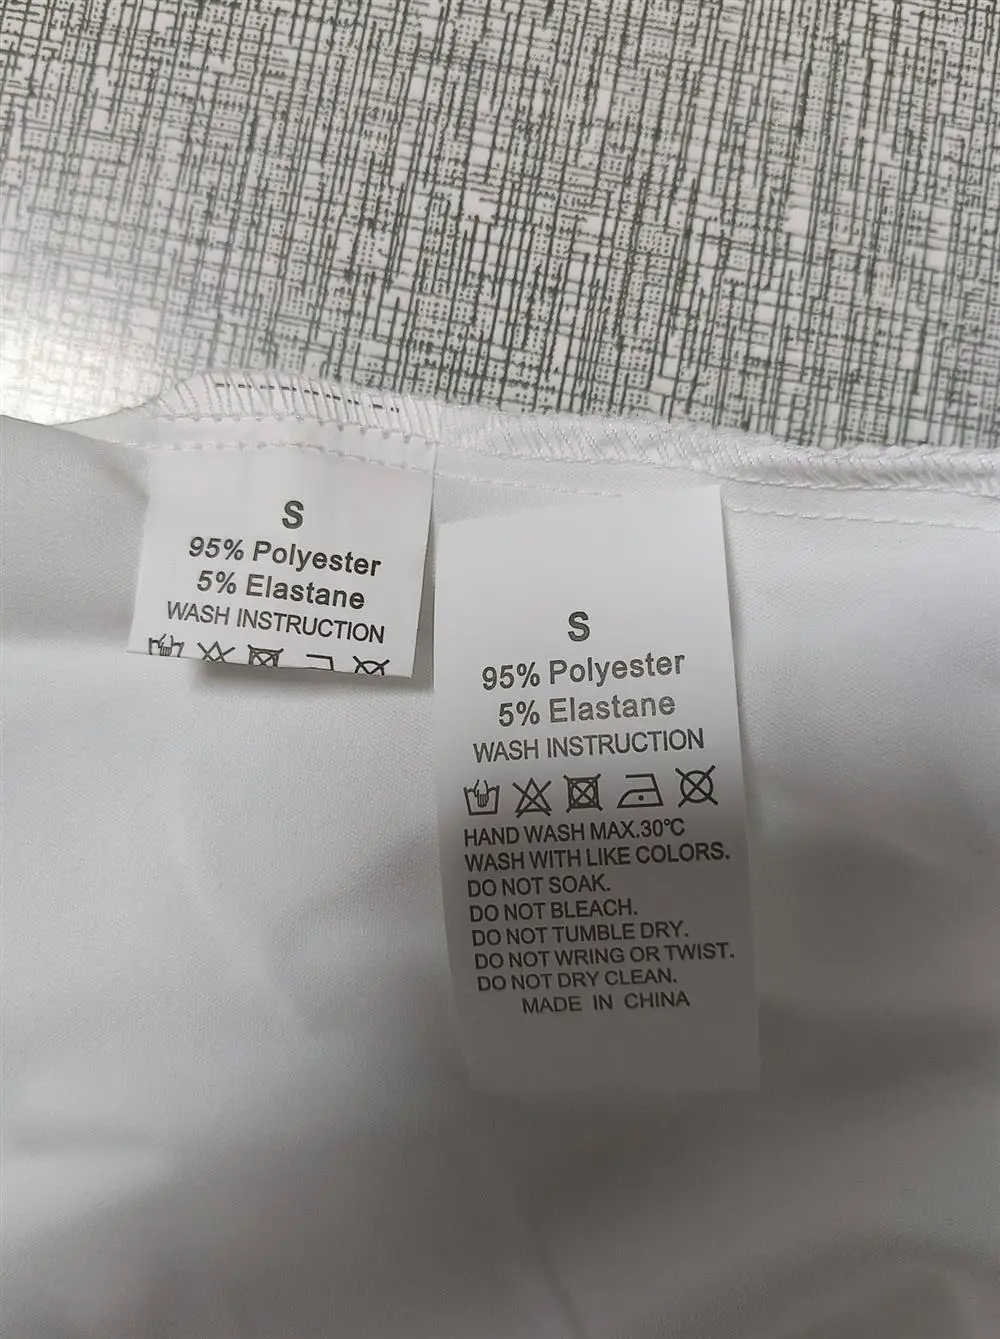 S
95% Polyester
5% Elastane
WASH INSTRUCTION
S
95% Polyester
5% Elastane
WASH INSTRUCTION
HAND WASH MAX.30℃
WASH WITH LIKE COLORS.
DO NOT SOAK.
DO NOT BLEACH.
DO NOT TUMBLE DRY.
DO NOT WRING OR TWIST.
DO NOT DRY CLEAN.
MADE IN CHINA